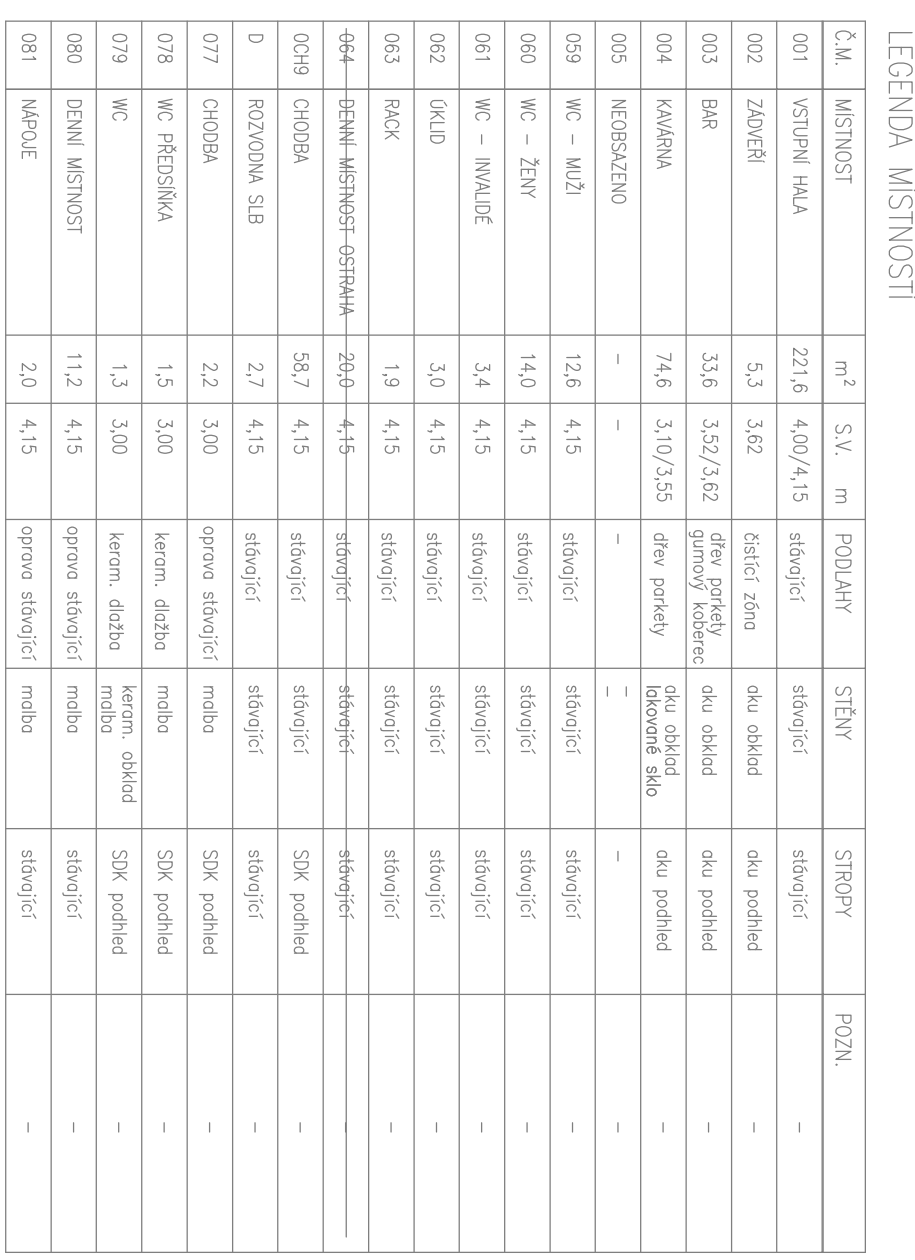 LEGENDA MÍSTNOSTÍ
Č.M. MÍSTNOST m² S.V. m PODLAHY STĚNY STROPY POZN.
001 VSTUPNÍ HALA 221,6 4,00/4,15 stávající stávající stávající –
002 ZÁDVEŘÍ 5,3 3,62 čistící zóna aku obklad aku podhled –
003 BAR 33,6 3,52/3,62 dřev parkety gumový koberec aku obklad aku podhled –
004 KAVÁRNA 74,6 3,10/3,55 dřev parkety aku obklad lakované sklo aku podhled –
005 NEOBSAZENO – – – – – – –
059 WC – MUŽI 12,6 4,15 stávající stávající stávající –
060 WC – ŽENY 14,0 4,15 stávající stávající stávající –
061 WC – INVALIDÉ 3,4 4,15 stávající stávající stávající –
062 ÚKLID 3,0 4,15 stávající stávající stávající –
063 RACK 1,9 4,15 stávající stávající stávající –
064 DENNÍ MÍSTNOST OSTRAHA 20,0 4,15 stávající stávající stávající –
0CH9 CHODBA 58,7 4,15 stávající stávající SDK podhled –
D ROZVODNA SLB 2,7 4,15 stávající stávající stávající –
077 CHODBA 2,2 3,00 oprava stávající malba SDK podhled –
078 WC PŘEDSÍŇKA 1,5 3,00 keram. dlažba malba SDK podhled –
079 WC 1,3 3,00 keram. dlažba keram. obklad malba SDK podhled –
080 DENNÍ MÍSTNOST 11,2 4,15 oprava stávající malba stávající –
081 NÁPOJE 2,0 4,15 oprava stávající malba stávající –